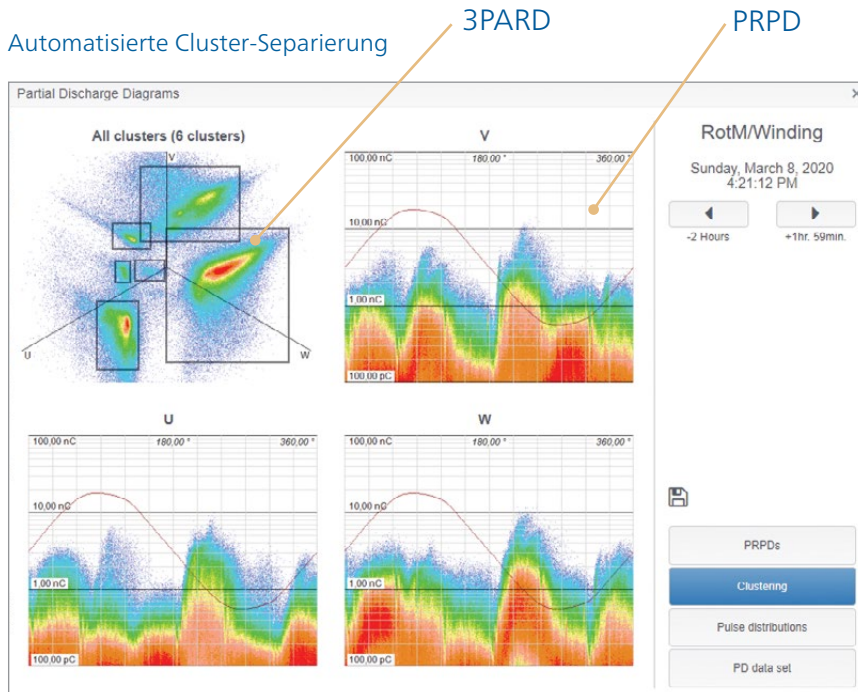 3PARD
PRPD
Automatisierte Cluster-Separierung
Partial Discharge Diagrams
×
All clusters (6 clusters)
V
U
W
V
100,00 nC
180,00 °
360,00 °
10,00 nC
1,00 nC
100,00 pC
U
100,00 nC
180,00 °
360,00 °
10,00 nC
1,00 nC
100,00 pC
W
100,00 nC
180,00 °
360,00 °
10,00 nC
1,00 nC
100,00 pC
RotM/Winding
Sunday, March 8, 2020
4:21:12 PM
-2 Hours
+1hr. 59min.
PRPDs
Clustering
Pulse distributions
PD data set